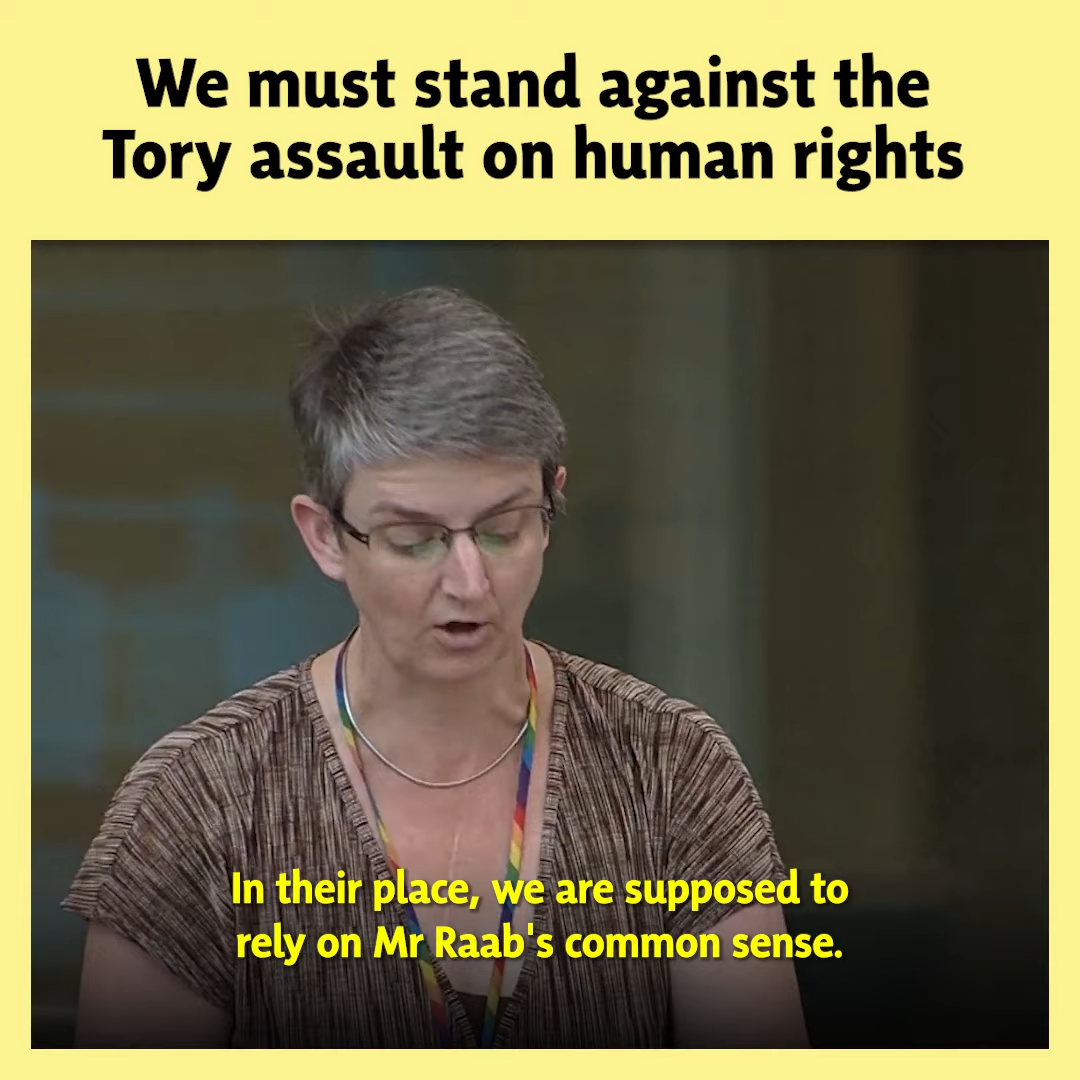 We must stand against the
Tory assault on human rights
In their place, we are supposed to
rely on Mr Raab's common sense.